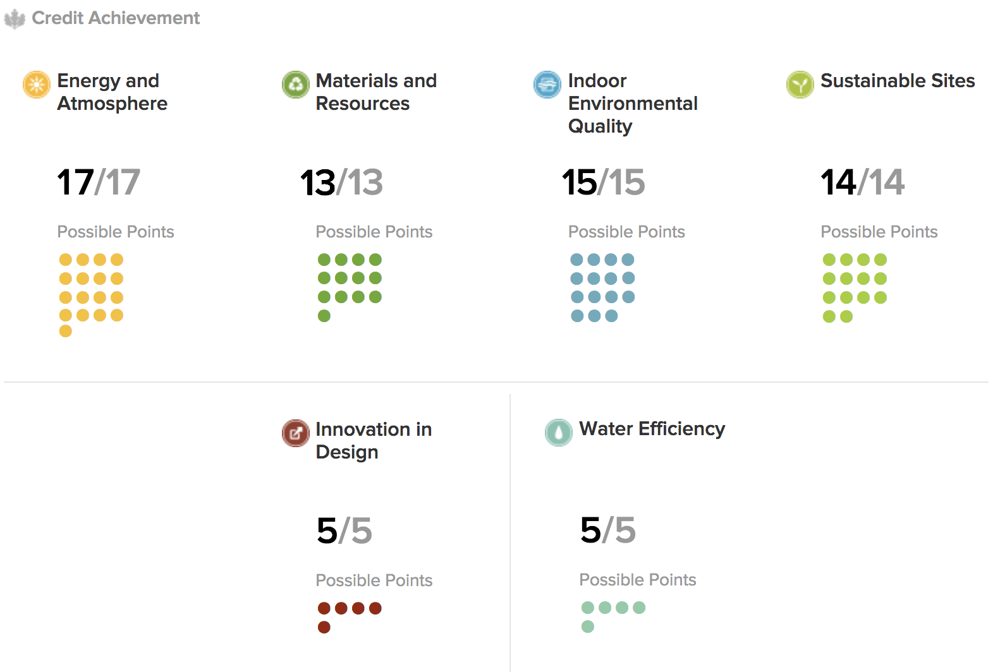 Credit Achievement
Energy and
Atmosphere
17/17
Possible Points
Materials and
Resources
13/13
Possible Points
Indoor
Environmental
Quality
15/15
Possible Points
Sustainable Sites
14/14
Possible Points
Innovation in
Design
5/5
Possible Points
Water Efficiency
5/5
Possible Points